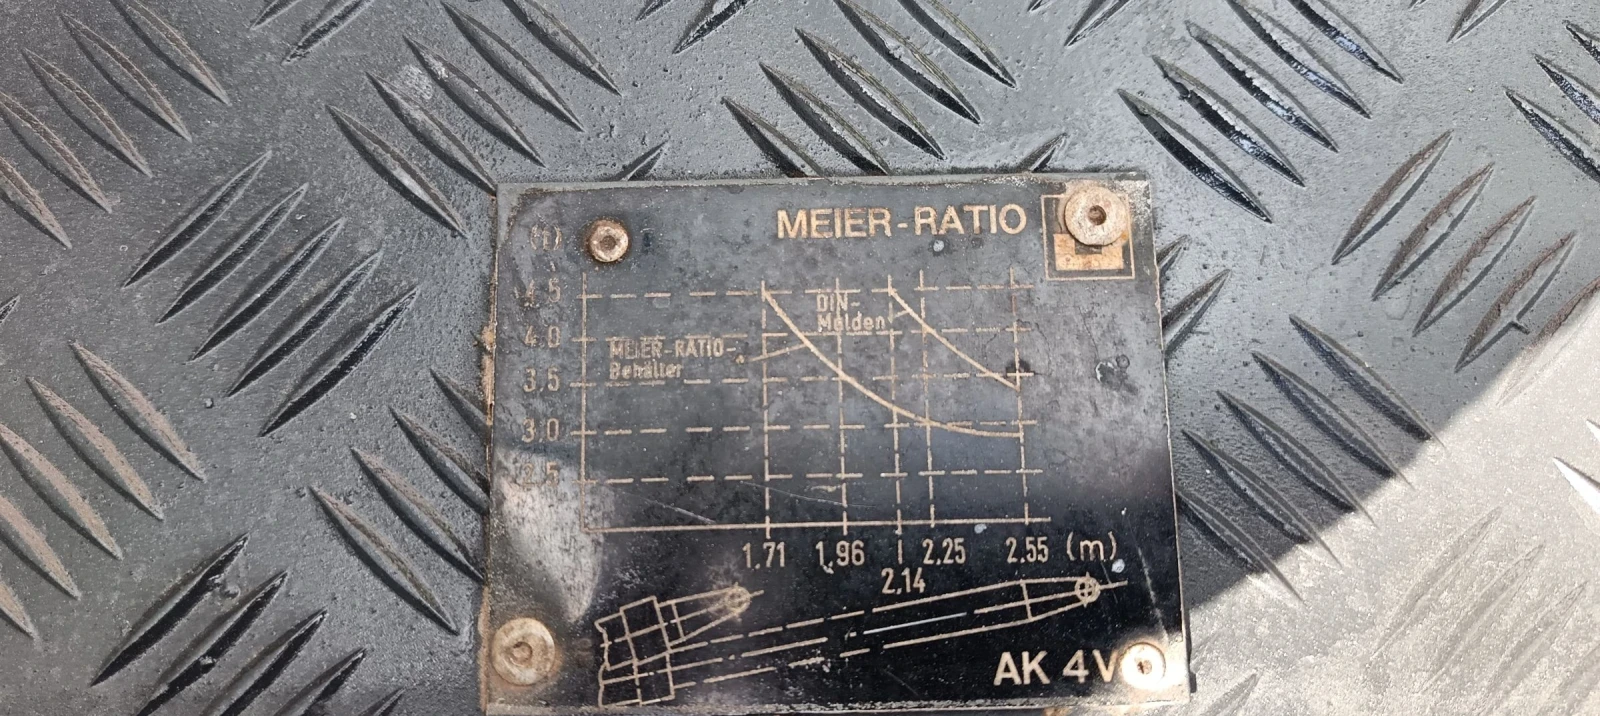 MEIER-RATIO
(t)
4.5
4.0
3.5
3.0
2.5
DIN-
Mulden
MEIER-RATIO-
Behälter
1.71 1.96 2.25 2.55 (m)
2.14
AK 4V